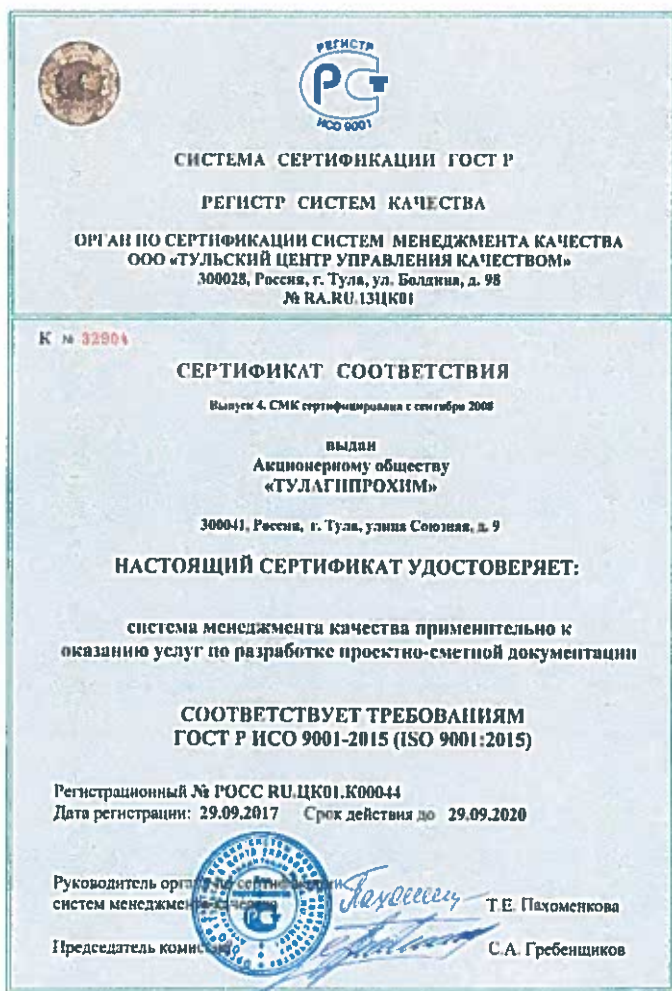 РЕГИСТР
РСТ
ИСО 9001
СИСТЕМА СЕРТИФИКАЦИИ ГОСТ Р
РЕГИСТР СИСТЕМ КАЧЕСТВА
ОРГАН ПО СЕРТИФИКАЦИИ СИСТЕМ МЕНЕДЖМЕНТА КАЧЕСТВА
ООО «ТУЛЬСКИЙ ЦЕНТР УПРАВЛЕНИЯ КАЧЕСТВОМ»
300028, Россия, г. Тула, ул. Болдина, д. 98
№ RA.RU.13ЦК01
К № 32904
СЕРТИФИКАТ СООТВЕТСТВИЯ
Выпуск 4. СМК сертифицирована с сентября 2008
выдан
Акционерному обществу
«ТУЛАГИПРОХИМ»
300041, Россия, г. Тула, улица Союзная, д. 9
НАСТОЯЩИЙ СЕРТИФИКАТ УДОСТОВЕРЯЕТ:
система менеджмента качества применительно к
оказанию услуг по разработке проектно-сметной документации
СООТВЕТСТВУЕТ ТРЕБОВАНИЯМ
ГОСТ Р ИСО 9001-2015 (ISO 9001:2015)
Регистрационный № РОСС RU.ЦК01.К00044
Дата регистрации: 29.09.2017 Срок действия до 29.09.2020
Руководитель органа по сертификации
систем менеджмента качества Т.Е. Пахоменкова
Председатель комиссии С.А. Гребенщиков